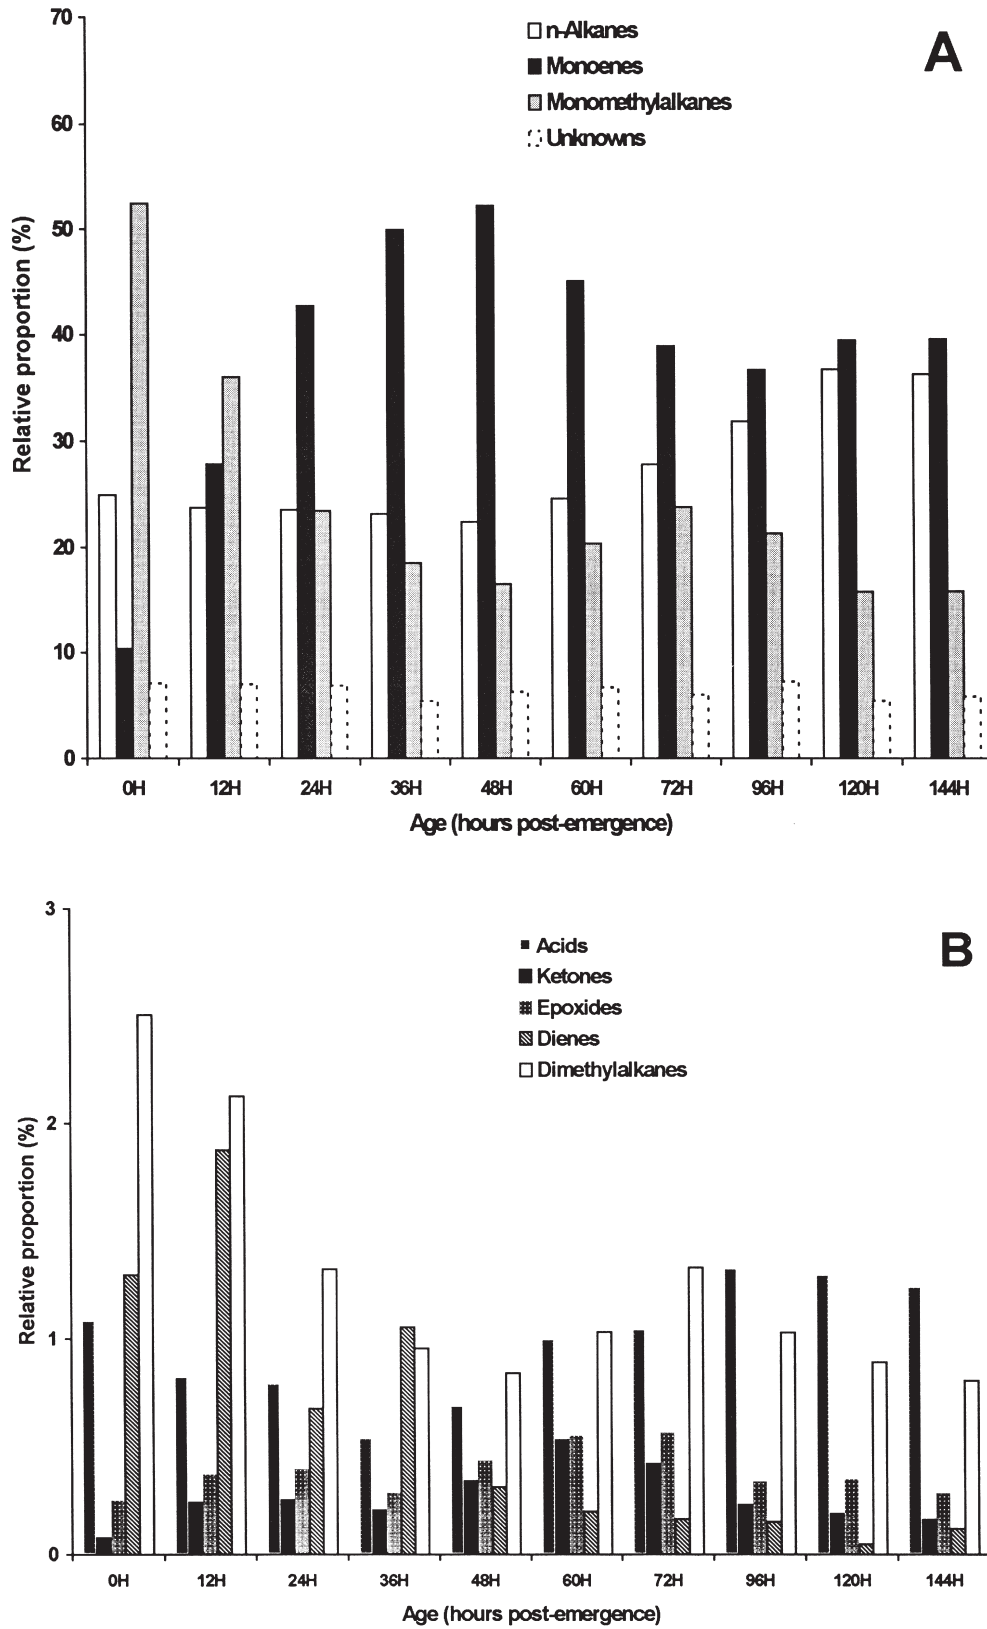 A
n-Alkanes
Monoenes
Monomethylalkanes
Unknowns
Relative proportion (%)
70
60
50
40
30
20
10
0
0H 12H 24H 36H 48H 60H 72H 96H 120H 144H
Age (hours post-emergence)
B
Acids
Ketones
Epoxides
Dienes
Dimethylalkanes
Relative proportion (%)
3
2
1
0
0H 12H 24H 36H 48H 60H 72H 96H 120H 144H
Age (hours post-emergence)